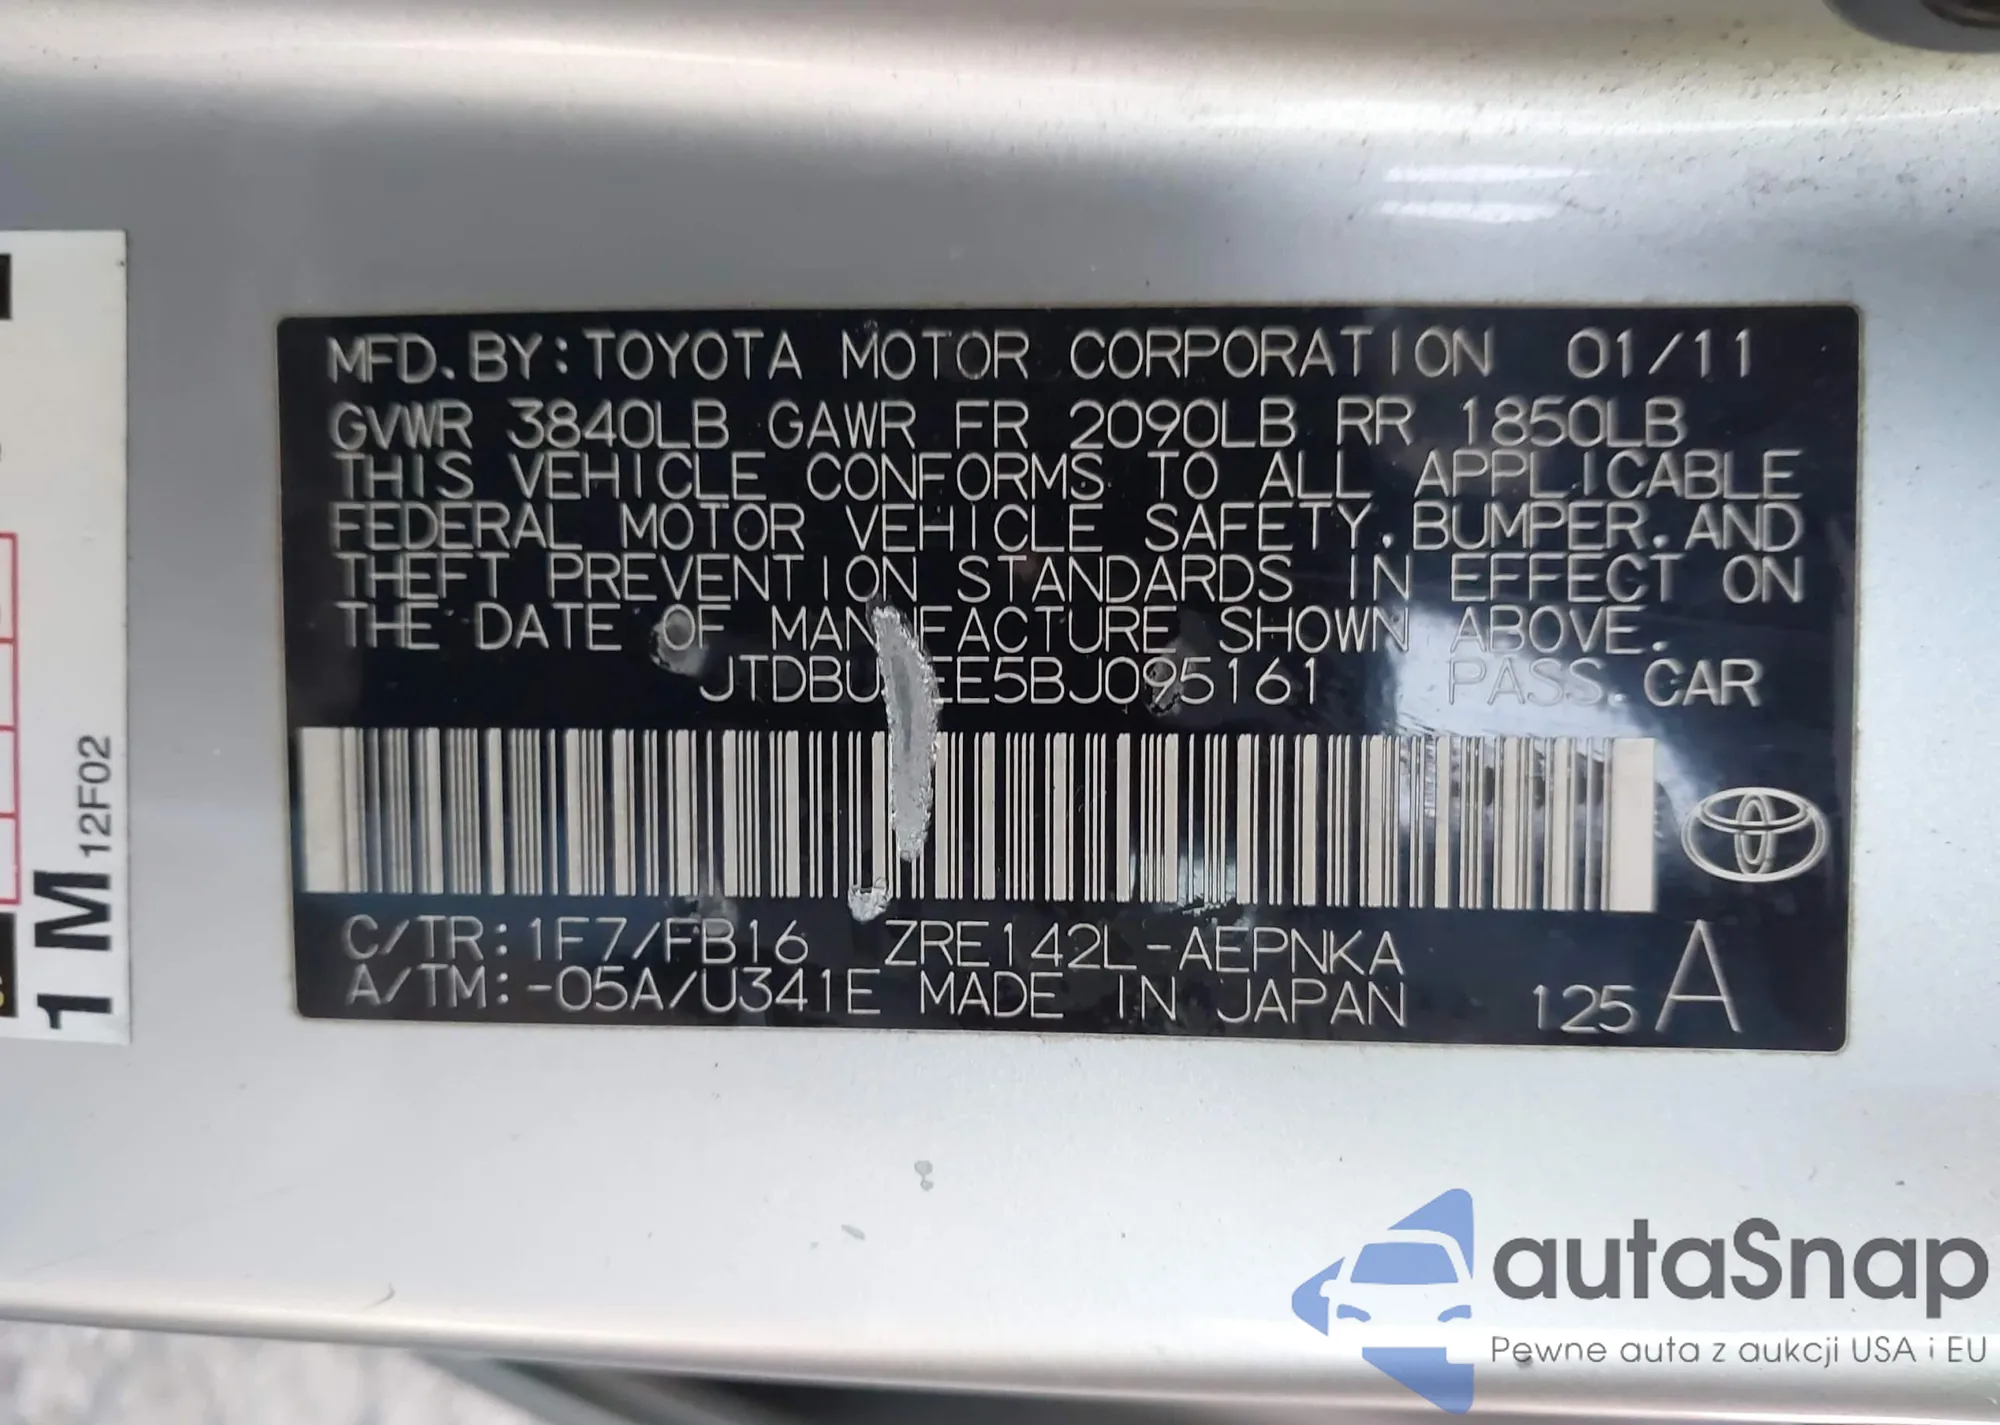 MFD. BY: TOYOTA MOTOR CORPORATION 01/11
GVWR 3840LB GAWR FR 2090LB RR 1850LB
THIS VEHICLE CONFORMS TO ALL APPLICABLE
FEDERAL MOTOR VEHICLE SAFETY, BUMPER, AND
THEFT PREVENTION STANDARDS IN EFFECT ON
THE DATE OF MANUFACTURE SHOWN ABOVE.
PASS. CAR
C/TR: 1F7/FB16 ZRE142L-AEPNKA
A/TM: -05A/U341E MADE IN JAPAN 125 A
1 M 12F02
autaSnap
Pewne auta z aukcji USA i EU